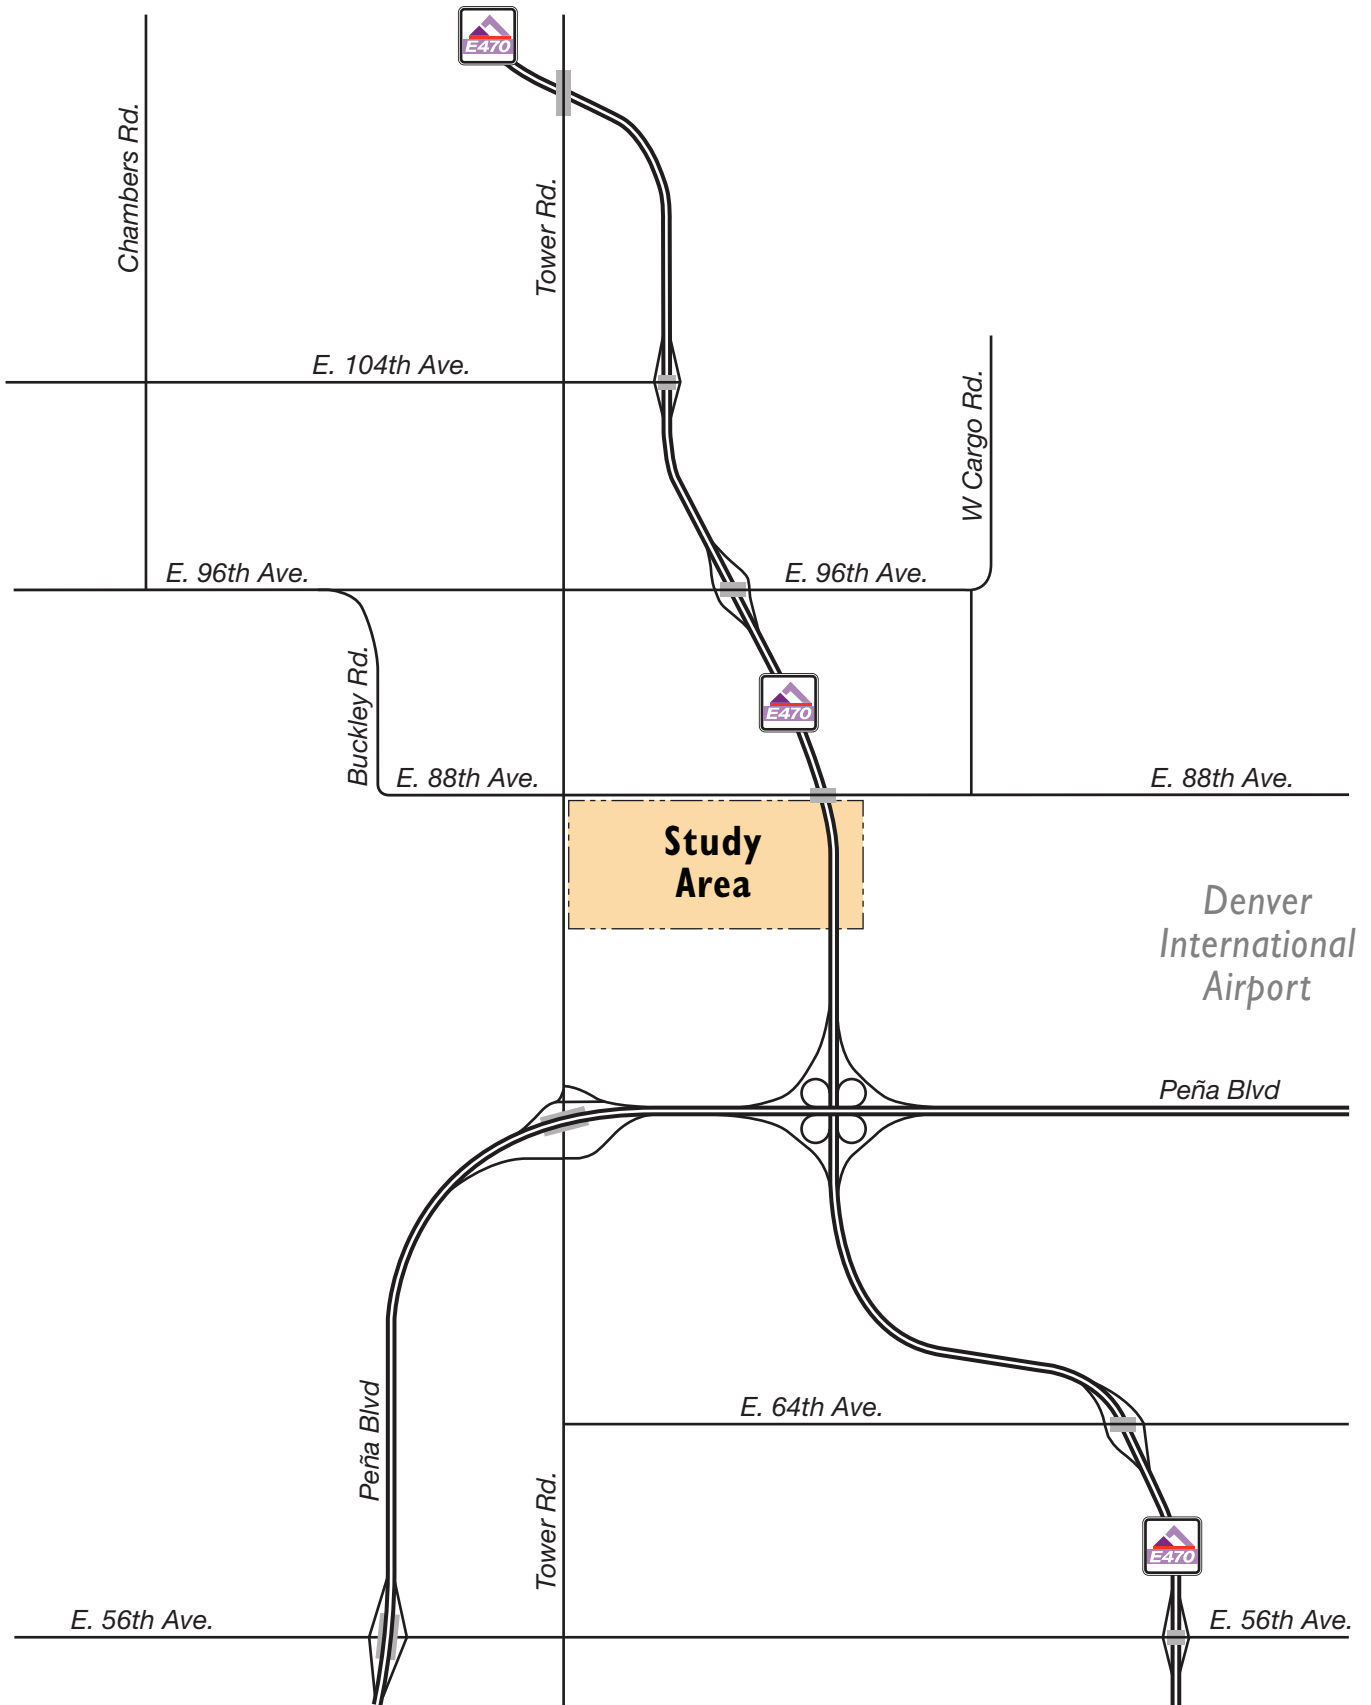 E470
Chambers Rd.
Tower Rd.
E. 104th Ave.
W Cargo Rd.
E. 96th Ave.
E. 96th Ave.
Buckley Rd.
E470
E. 88th Ave.
E. 88th Ave.
Study
Area
Denver
International
Airport
Peña Blvd
Peña Blvd
E. 64th Ave.
Tower Rd.
E470
E. 56th Ave.
E. 56th Ave.